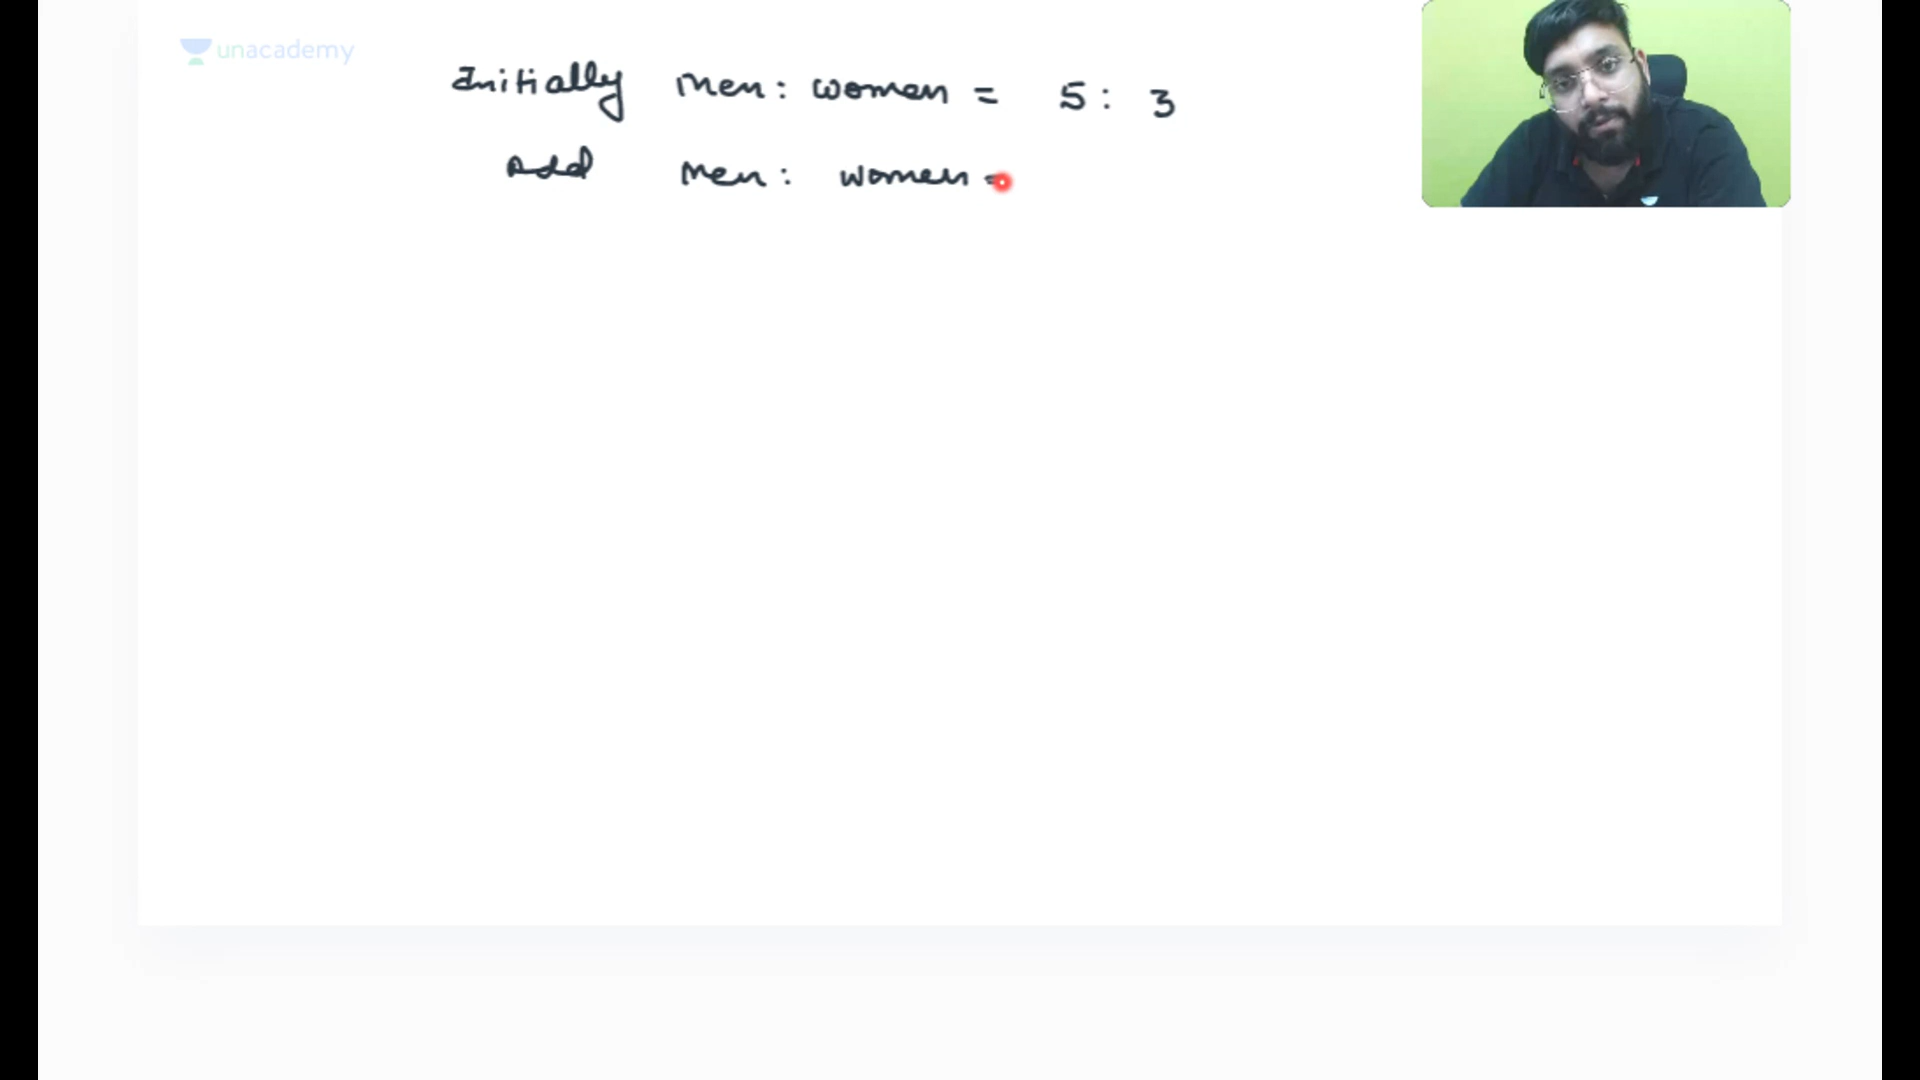 unacademy
Initially Men: women = 5: 3
Add Men: women =